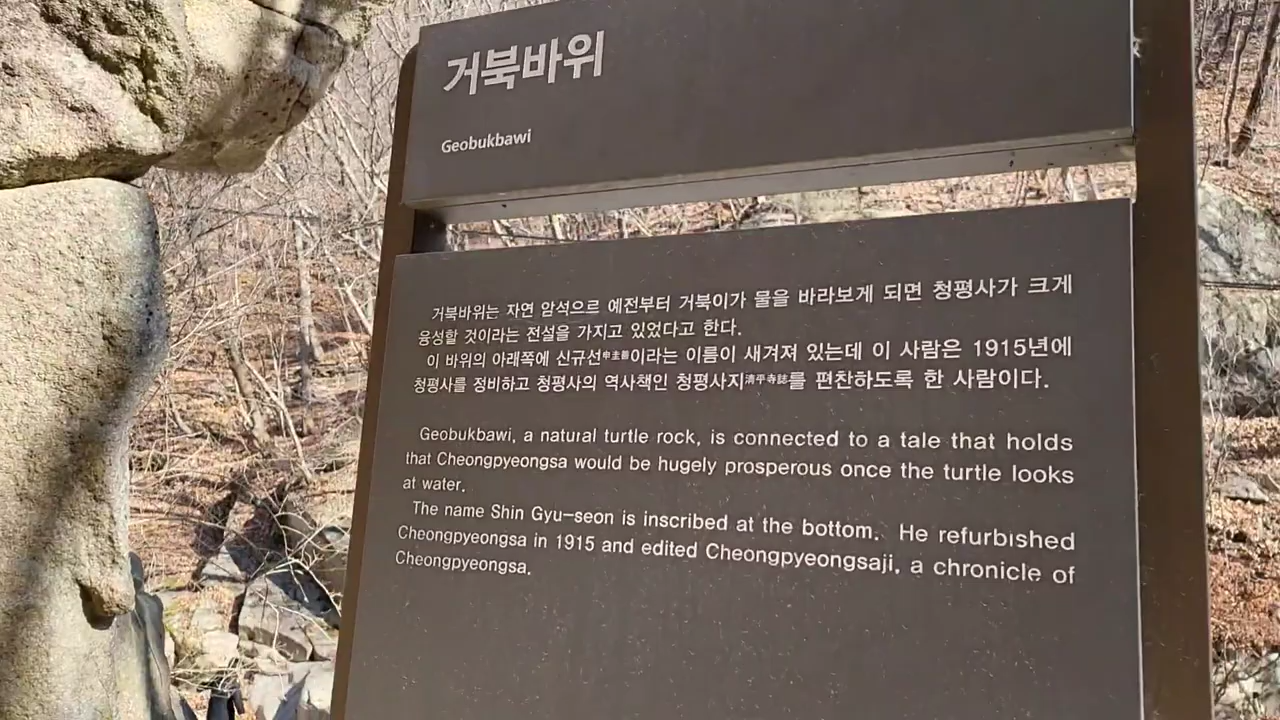 거북바위
Geobukbawi
거북바위는 자연 암석으르 예전부터 거북이가 물을 바라보게 되면 청평사가 크게
융성할 것이라는 전설을 가지고 있었다고 한다.
이 바위의 아래쪽에 신규선申圭善이라는 이름이 새겨져 있는데 이 사람은 1915년에
청평사를 정비하고 청평사의 역사책인 청평사지清平寺誌를 편찬하도록 한 사람이다.
Geobukbawi, a natural turtle rock, is connected to a tale that holds
that Cheongpyeongsa would be hugely prosperous once the turtle looks
at water.
The name Shin Gyu-seon is inscribed at the bottom. He refurbished
Cheongpyeongsa in 1915 and edited Cheongpyeongsaji, a chronicle of
Cheongpyeongsa.